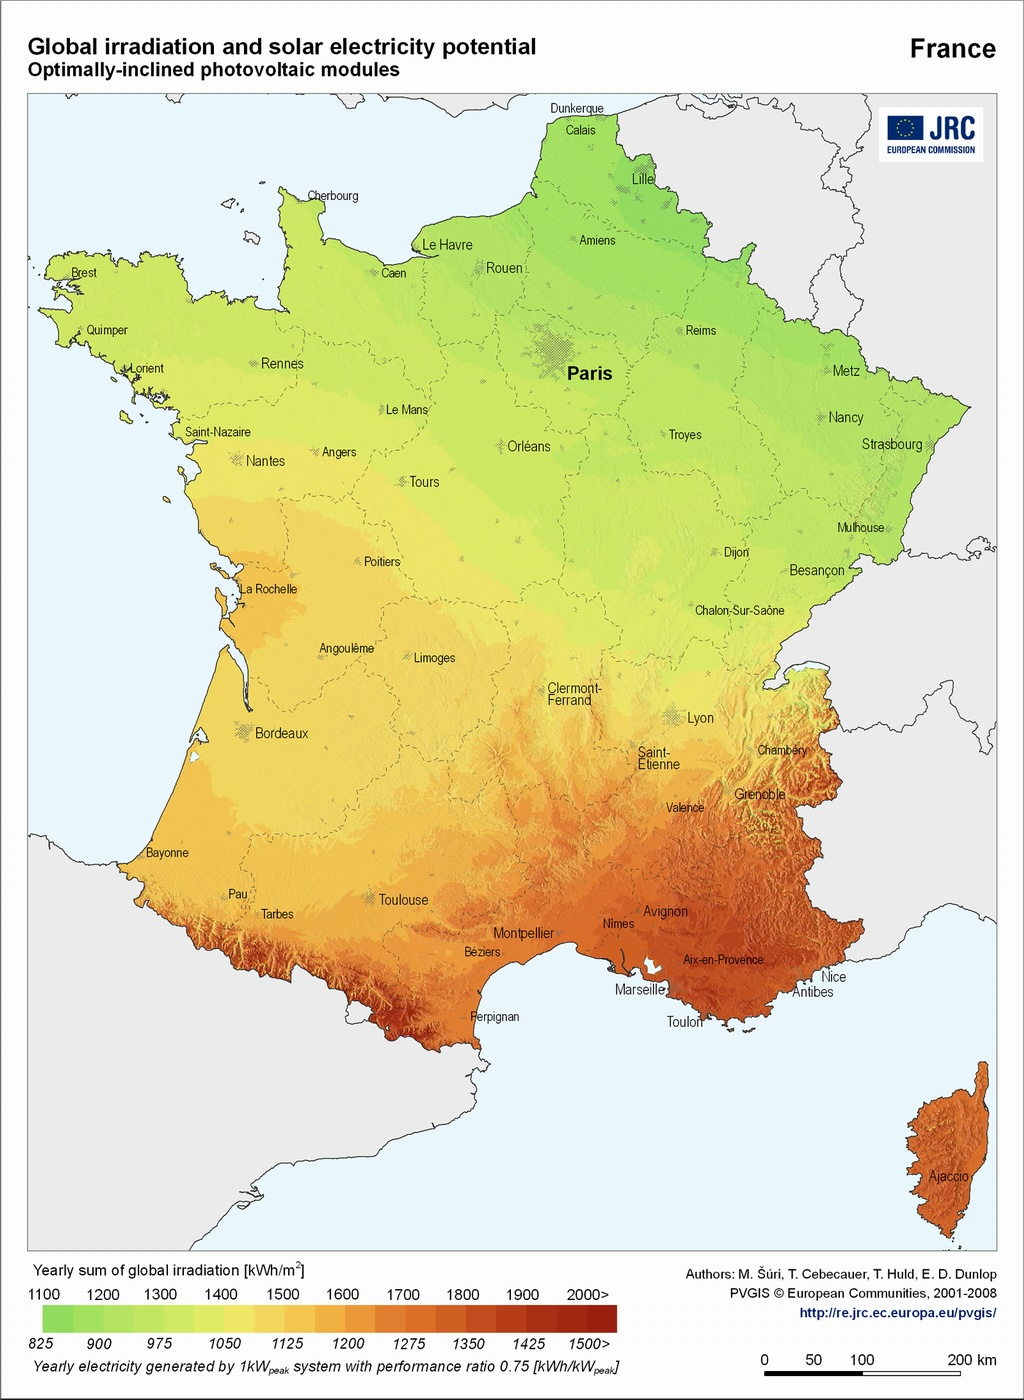 Global irradiation and solar electricity potential
Optimally-inclined photovoltaic modules
France
JRC
EUROPEAN COMMISSION
Dunkerque
Calais
Lille
Cherbourg
Amiens
Le Havre
Rouen
Brest
Caen
Quimper
Reims
Paris
Rennes
Lorient
Metz
Le Mans
Nancy
Saint-Nazaire
Troyes
Strasbourg
Orléans
Angers
Nantes
Tours
Mulhouse
Dijon
Poitiers
Besançon
La Rochelle
Chalon-Sur-Saône
Angoulême
Limoges
Clermont-
Ferrand
Lyon
Bordeaux
Chambéry
Saint-
Etienne
Grenoble
Valence
Bayonne
Pau
Toulouse
Tarbes
Avignon
Nîmes
Montpellier
Béziers
Aix-en-Provence
Nice
Marseille
Antibes
Perpignan
Toulon
Ajaccio
Yearly sum of global irradiation [kWh/m²]
1100 1200 1300 1400 1500 1600 1700 1800 1900 2000>
825 900 975 1050 1125 1200 1275 1350 1425 1500>
Yearly electricity generated by 1kWpeak system with performance ratio 0.75 [kWh/kWpeak]
Authors: M. Šúri, T. Cebecauer, T. Huld, E. D. Dunlop
PVGIS © European Communities, 2001-2008
http://re.jrc.ec.europa.eu/pvgis/
0 50 100 200 km